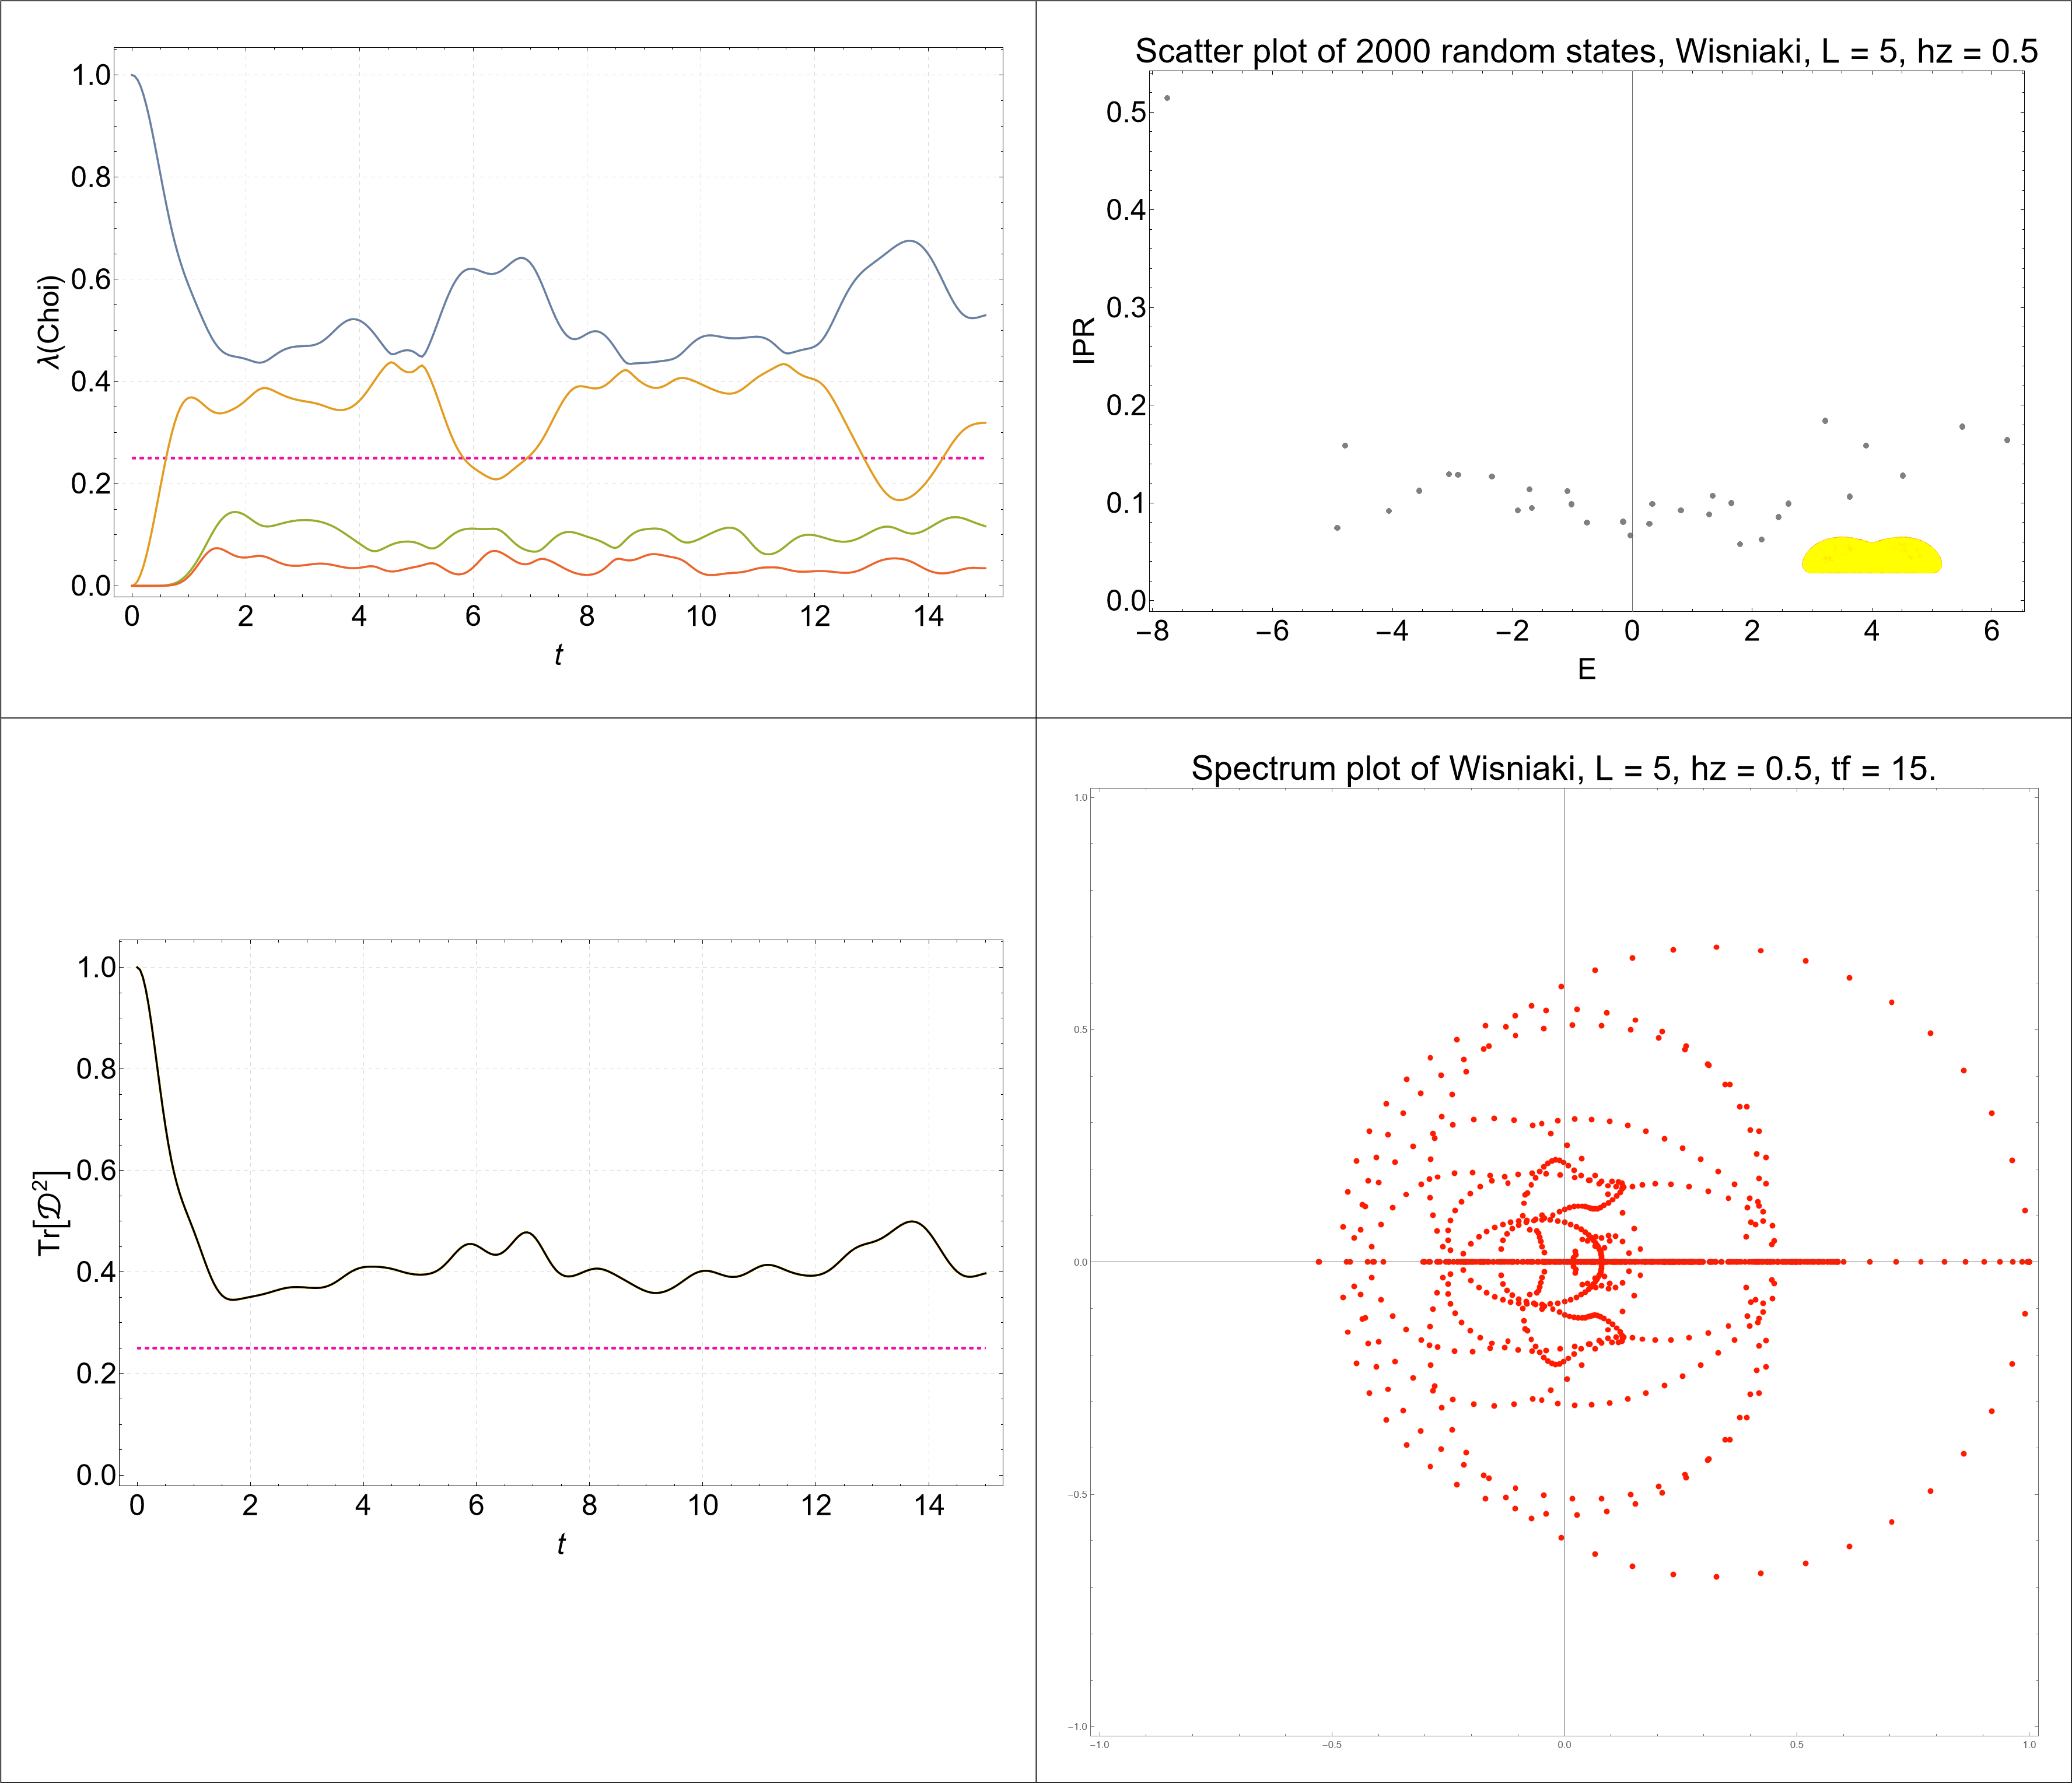 1.0
0.8
0.6
0.4
0.2
0.0
λ(Choi)
0 2 4 6 8 10 12 14
t
Scatter plot of 2000 random states, Wisniaki, L = 5, hz = 0.5
0.5
0.4
0.3
0.2
0.1
0.0
IPR
−8 −6 −4 −2 0 2 4 6
E
1.0
0.8
0.6
0.4
0.2
0.0
Tr[𝒟²]
0 2 4 6 8 10 12 14
t
Spectrum plot of Wisniaki, L = 5, hz = 0.5, tf = 15.
1.0
0.5
0.0
−0.5
−1.0
−1.0 −0.5 0.0 0.5 1.0